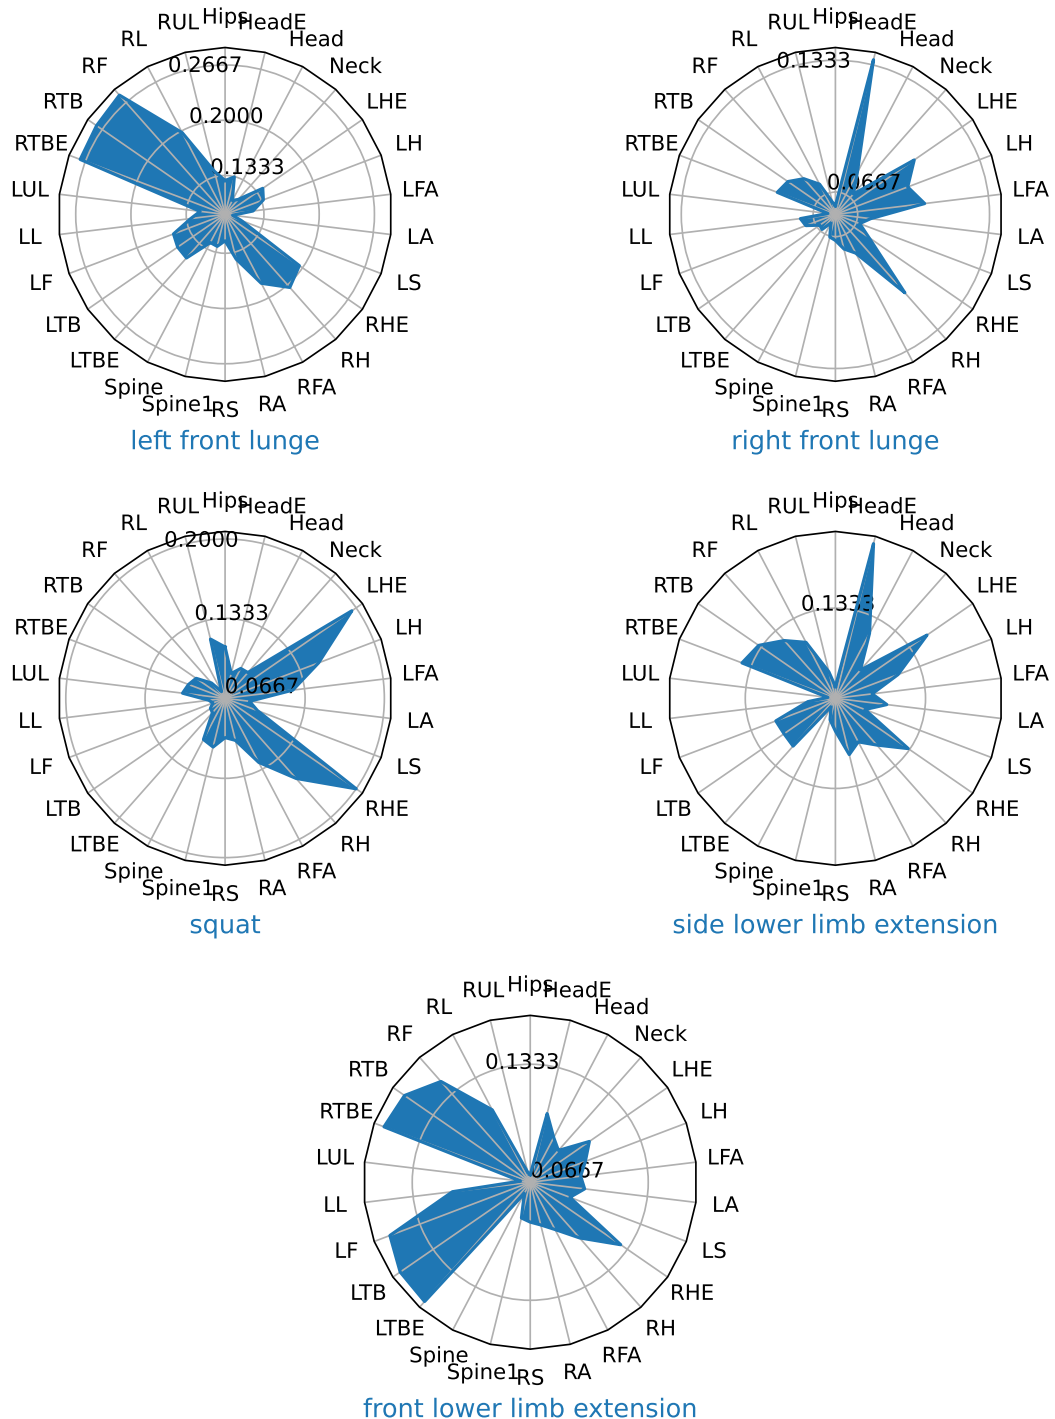 Hips HeadE Head Neck LHE LH LFA LA LS RHE RH RFA RA RS Spine1 Spine LTBE LTB LF LL LUL RTBE RTB RF RL RUL
0.2667
0.2000
0.1333
left front lunge
Hips HeadE Head Neck LHE LH LFA LA LS RHE RH RFA RA RS Spine1 Spine LTBE LTB LF LL LUL RTBE RTB RF RL RUL
0.1333
0.0667
right front lunge
Hips HeadE Head Neck LHE LH LFA LA LS RHE RH RFA RA RS Spine1 Spine LTBE LTB LF LL LUL RTBE RTB RF RL RUL
0.2000
0.1333
0.0667
squat
Hips HeadE Head Neck LHE LH LFA LA LS RHE RH RFA RA RS Spine1 Spine LTBE LTB LF LL LUL RTBE RTB RF RL RUL
0.1333
side lower limb extension
Hips HeadE Head Neck LHE LH LFA LA LS RHE RH RFA RA RS Spine1 Spine LTBE LTB LF LL LUL RTBE RTB RF RL RUL
0.1333
0.0667
front lower limb extension